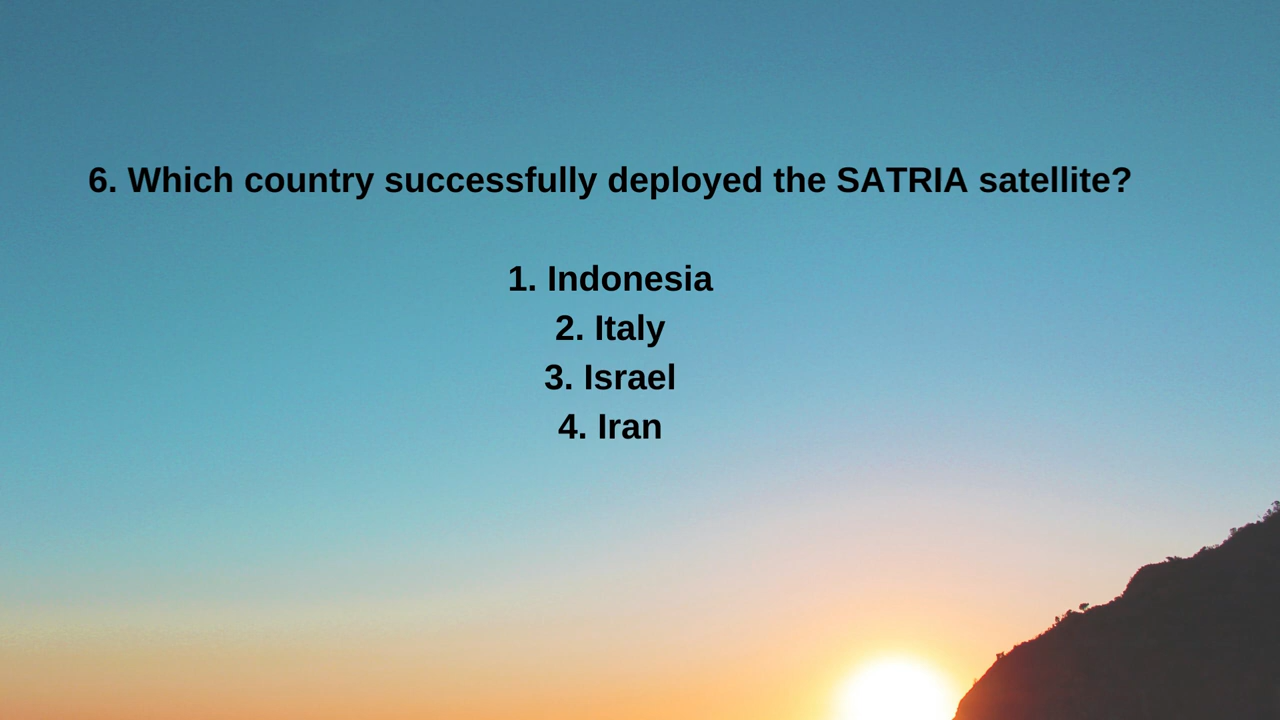 6. Which country successfully deployed the SATRIA satellite?
1. Indonesia
2. Italy
3. Israel
4. Iran